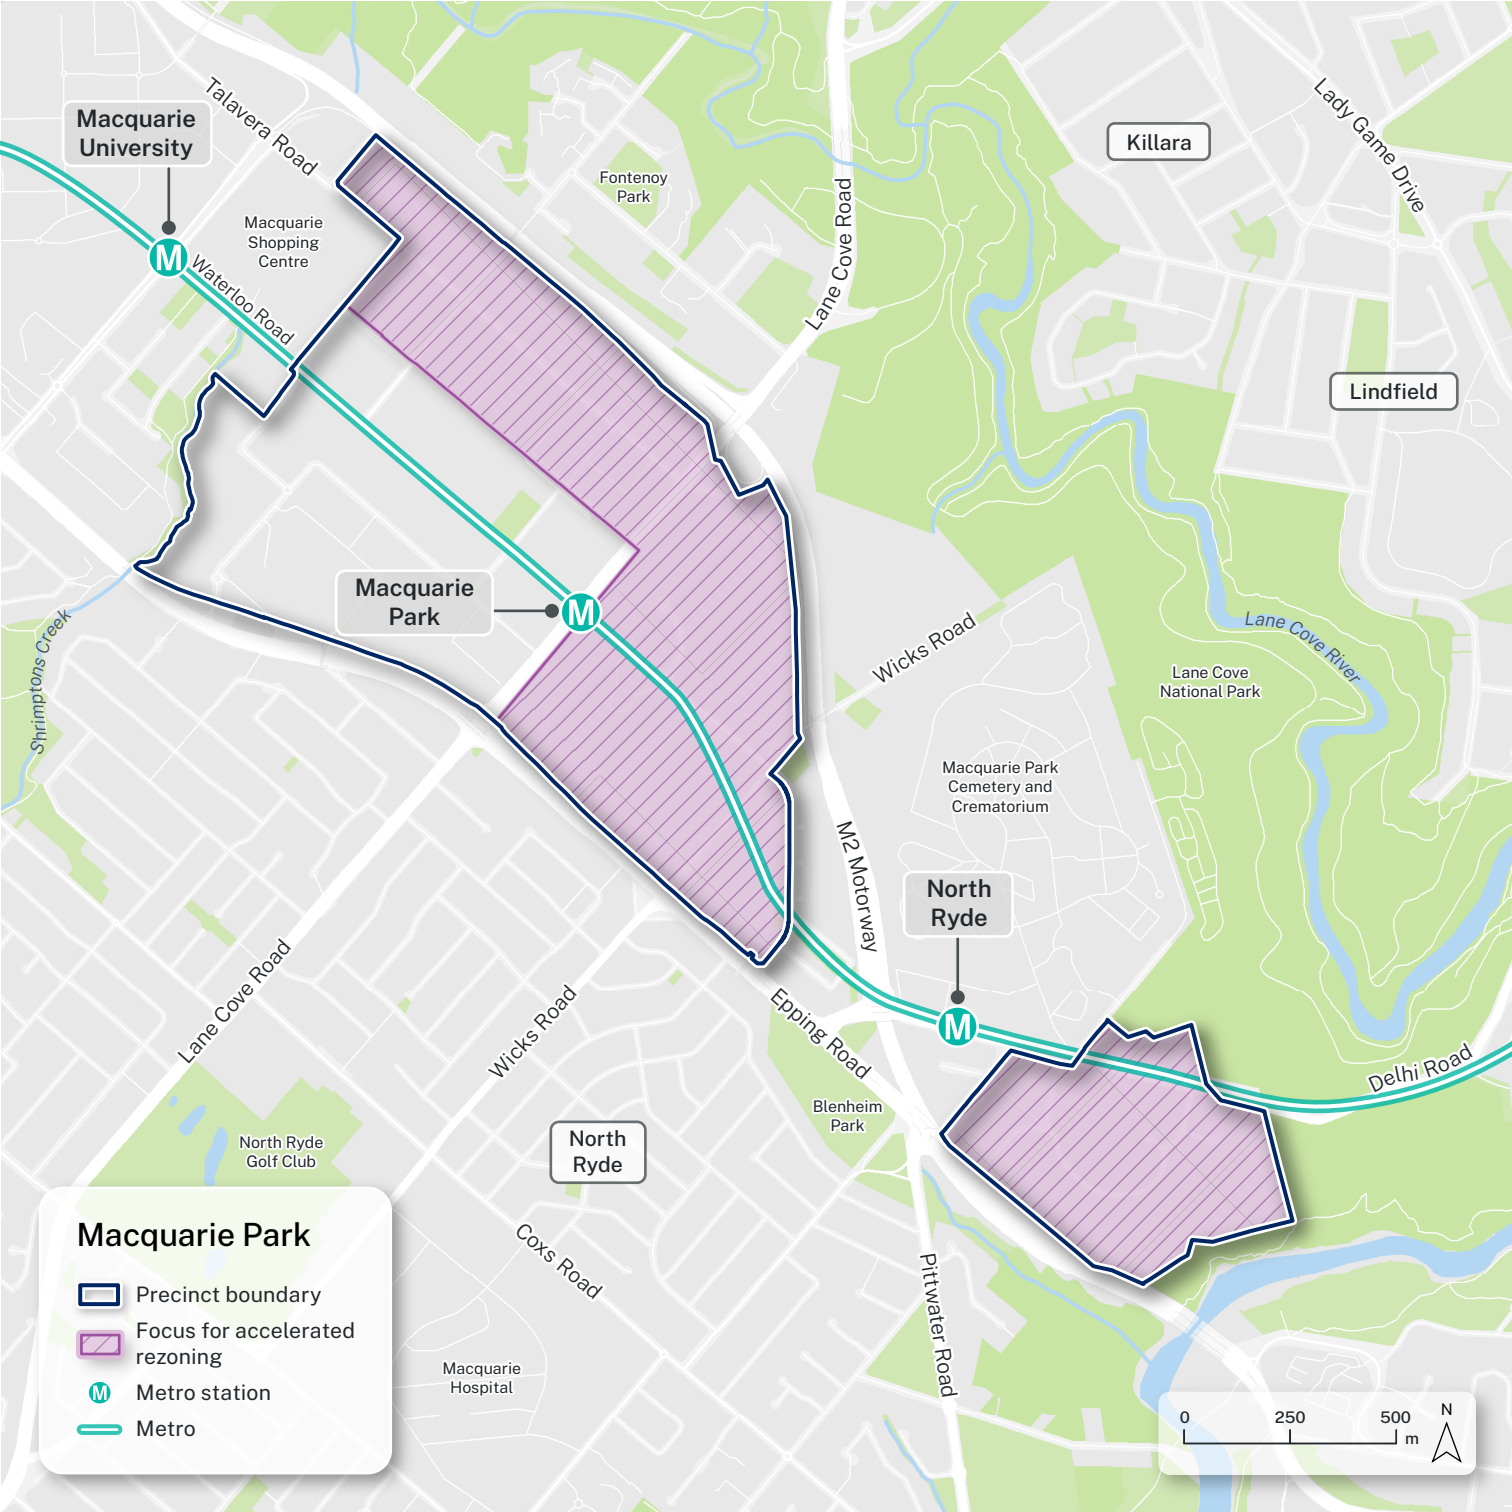 Talavera Road
Macquarie
University
M
Macquarie
Shopping
Centre
Waterloo Road
Fontenoy
Park
Lane Cove Road
Killara
Lady Game Drive
Lindfield
Macquarie
Park
M
Shrimptons Creek
Wicks Road
Lane Cove River
Lane Cove
National Park
Macquarie Park
Cemetery and
Crematorium
M2 Motorway
North
Ryde
M
Lane Cove Road
Wicks Road
Epping Road
Delhi Road
Blenheim
Park
North Ryde
Golf Club
North
Ryde
Coxs Road
Pittwater Road
Macquarie
Hospital
Macquarie Park
Precinct boundary
Focus for accelerated
rezoning
M Metro station
Metro
0 250 500 m
N